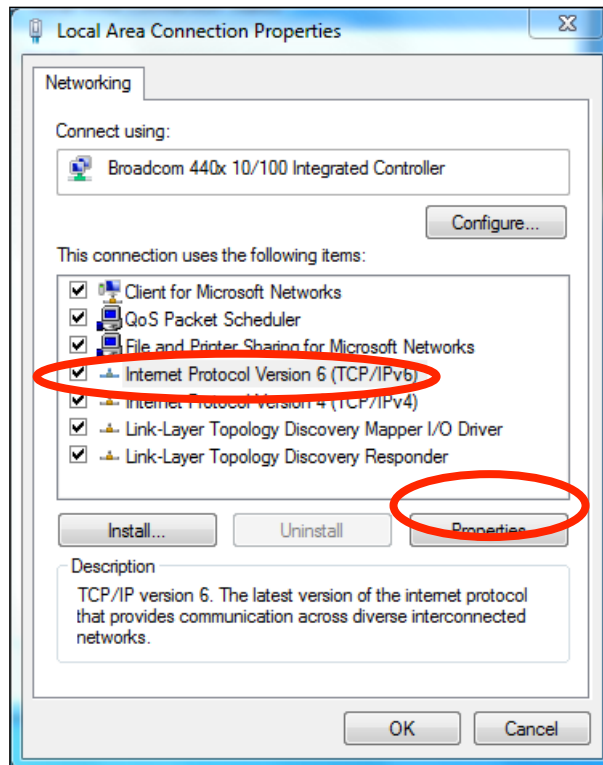 Local Area Connection Properties
Networking
Connect using:
Broadcom 440x 10/100 Integrated Controller
Configure...
This connection uses the following items:
Client for Microsoft Networks
QoS Packet Scheduler
File and Printer Sharing for Microsoft Networks
Internet Protocol Version 6 (TCP/IPv6)
Internet Protocol Version 4 (TCP/IPv4)
Link-Layer Topology Discovery Mapper I/O Driver
Link-Layer Topology Discovery Responder
Install... Uninstall Properties
Description
TCP/IP version 6. The latest version of the internet protocol
that provides communication across diverse interconnected
networks.
OK Cancel